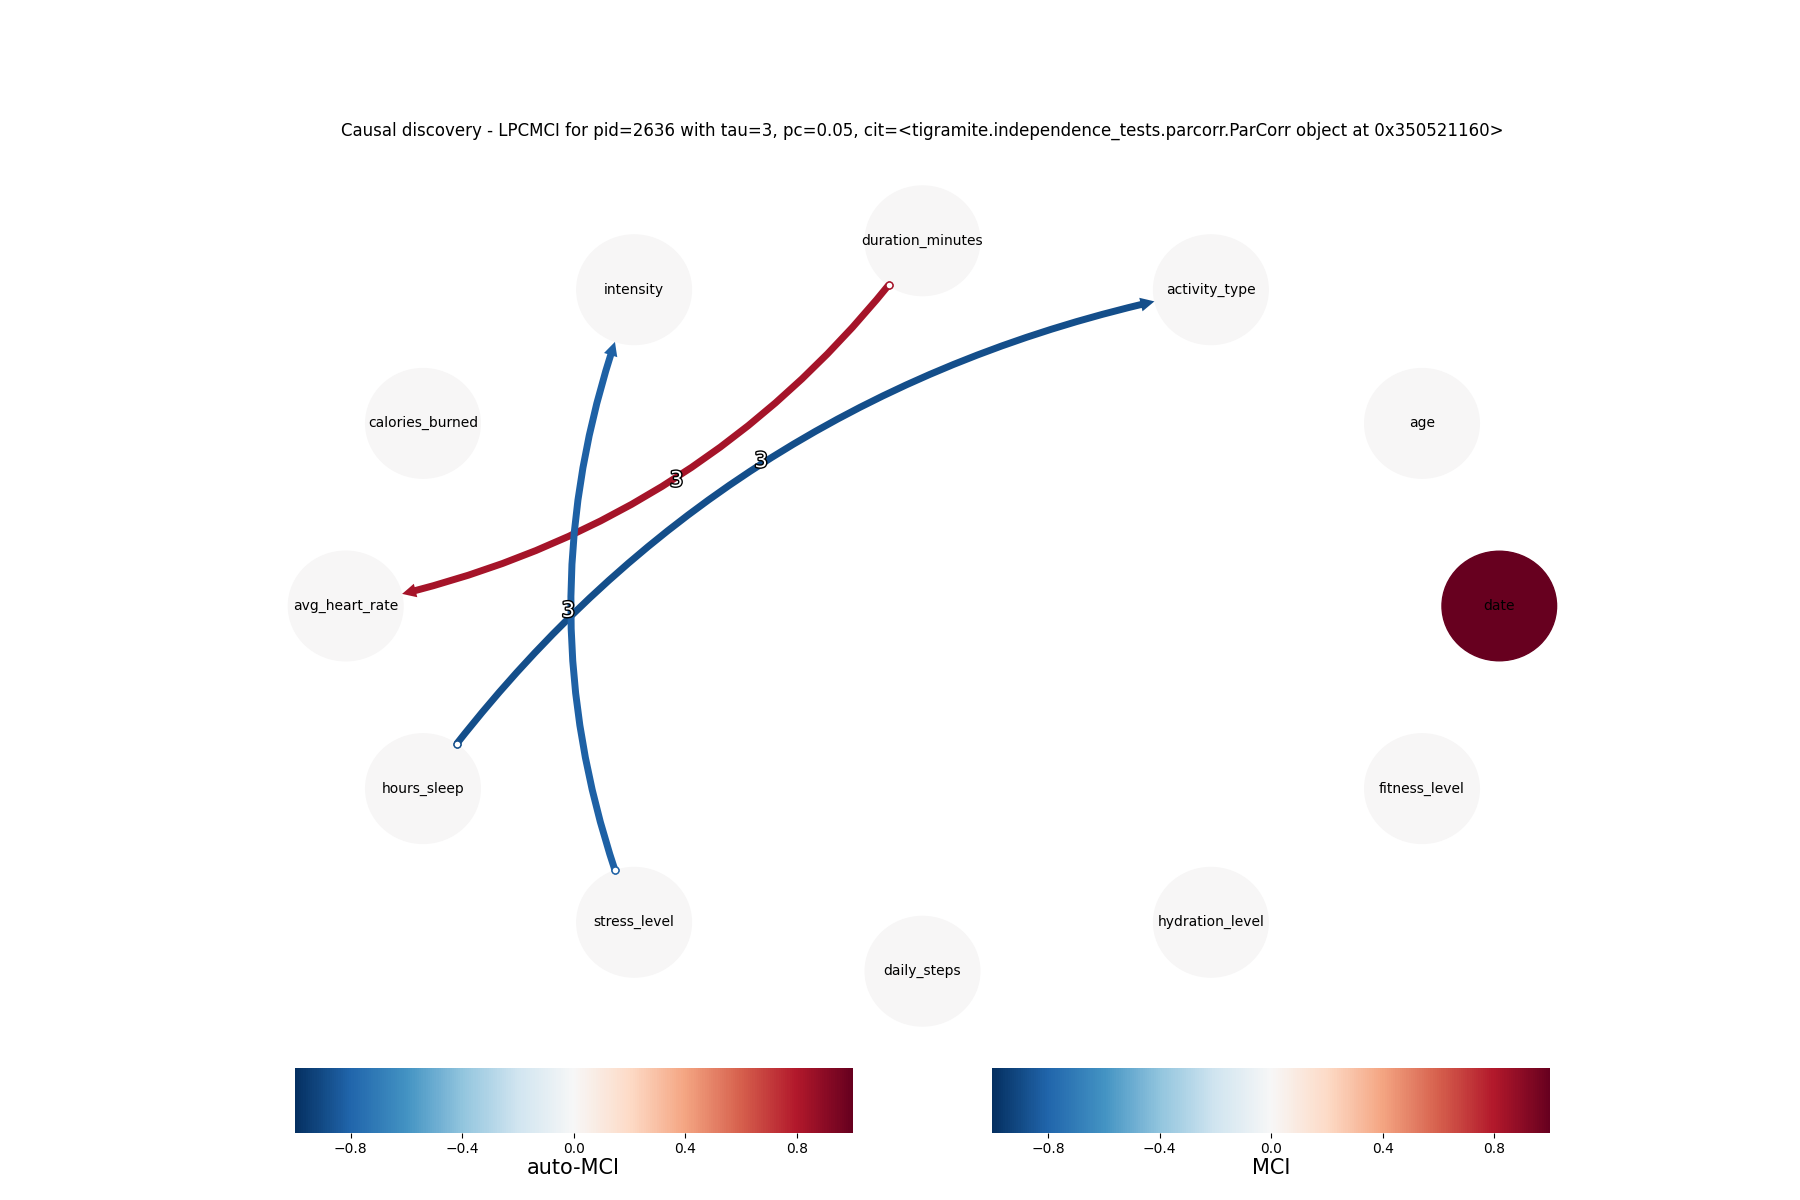 Causal discovery - LPCMCI for pid=2636 with tau=3, pc=0.05, cit=<tigramite.independence_tests.parcorr.ParCorr object at 0x350521160>
duration_minutes
intensity
activity_type
calories_burned
age
3
3
avg_heart_rate
3
date
hours_sleep
fitness_level
stress_level
hydration_level
daily_steps
−0.8 −0.4 0.0 0.4 0.8
auto-MCI
−0.8 −0.4 0.0 0.4 0.8
MCI